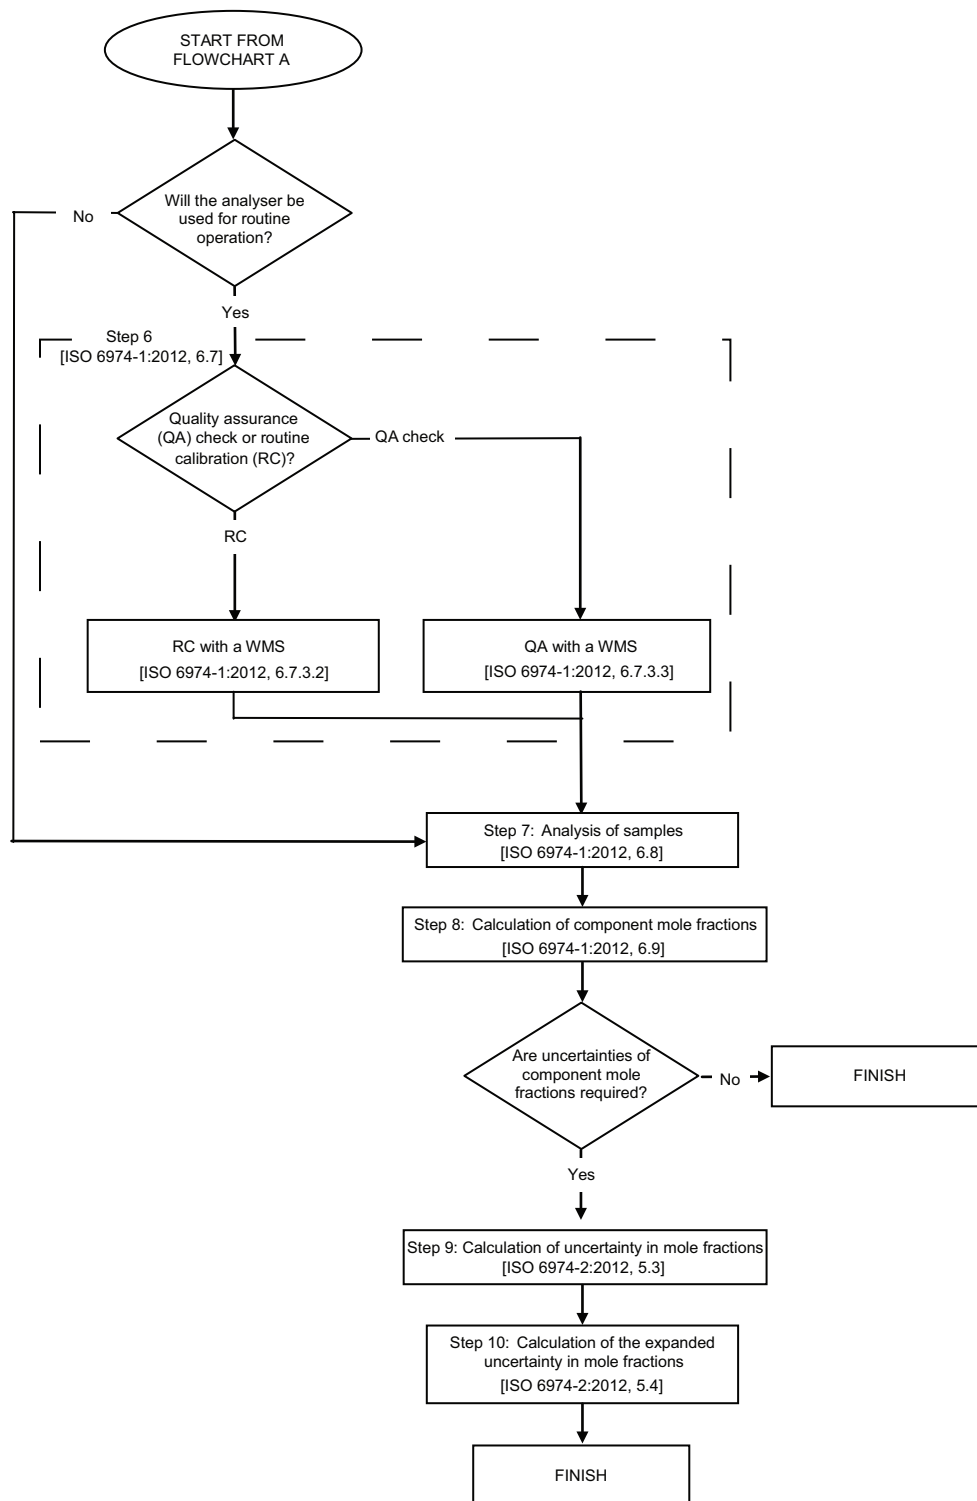 START FROM
FLOWCHART A
Will the analyser be
used for routine
operation?
No
Yes
Step 6
[ISO 6974-1:2012, 6.7]
Quality assurance
(QA) check or routine
calibration (RC)?
QA check
RC
RC with a WMS
[ISO 6974-1:2012, 6.7.3.2]
QA with a WMS
[ISO 6974-1:2012, 6.7.3.3]
Step 7: Analysis of samples
[ISO 6974-1:2012, 6.8]
Step 8: Calculation of component mole fractions
[ISO 6974-1:2012, 6.9]
Are uncertainties of
component mole
fractions required?
No
FINISH
Yes
Step 9: Calculation of uncertainty in mole fractions
[ISO 6974-2:2012, 5.3]
Step 10: Calculation of the expanded
uncertainty in mole fractions
[ISO 6974-2:2012, 5.4]
FINISH